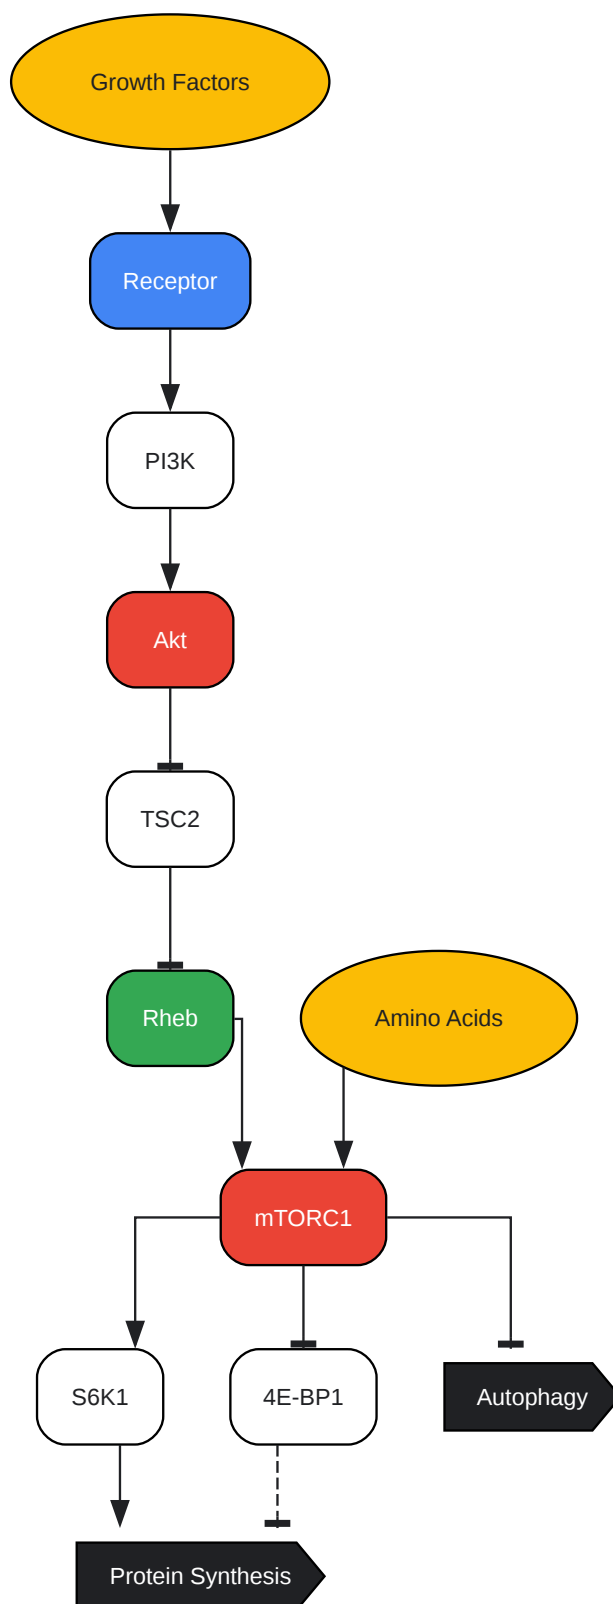 Growth Factors
Receptor
PI3K
Akt
TSC2
Rheb
Amino Acids
mTORC1
S6K1
4E-BP1
Autophagy
Protein Synthesis